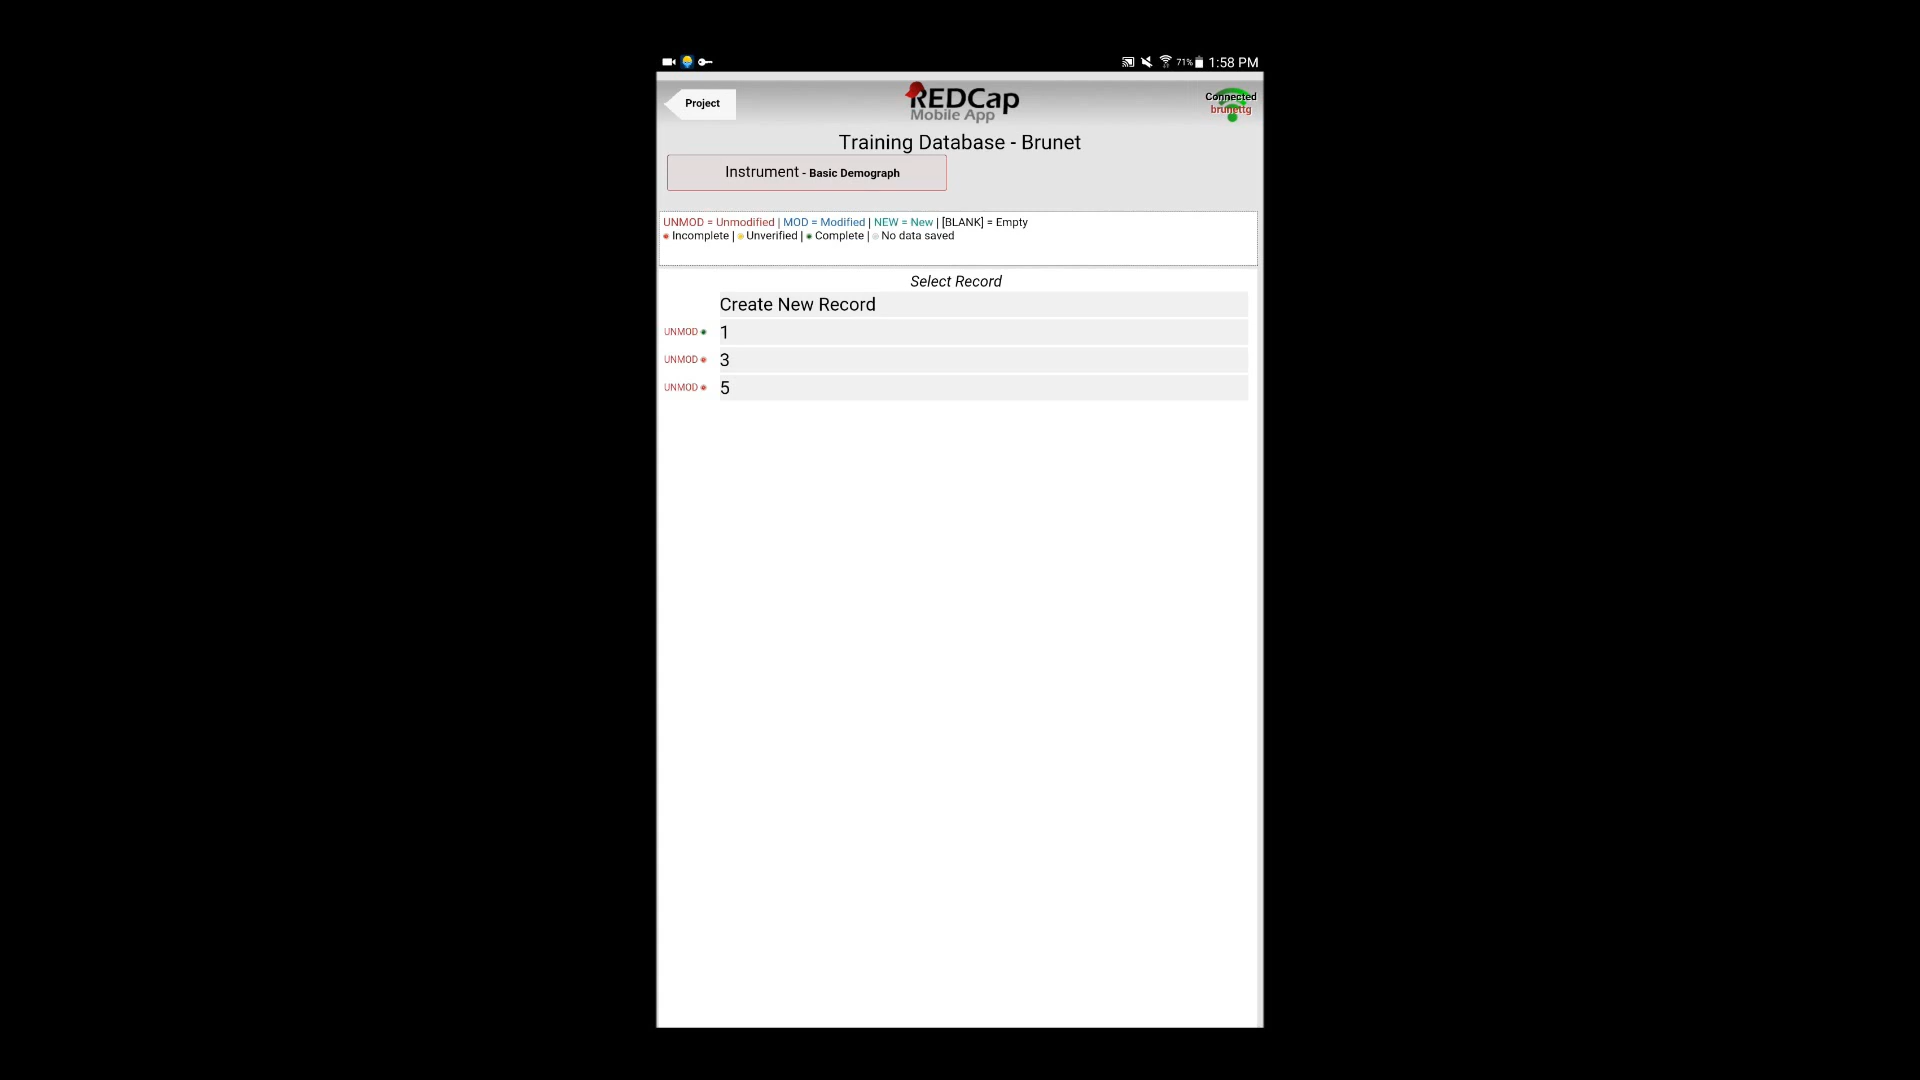 71% 1:58 PM
Project
REDCap
Mobile App
Connected
brunettg
Training Database - Brunet
Instrument - Basic Demograph
UNMOD = Unmodified | MOD = Modified | NEW = New | [BLANK] = Empty
Incomplete | Unverified | Complete | No data saved
Select Record
Create New Record
UNMOD 1
UNMOD 3
UNMOD 5